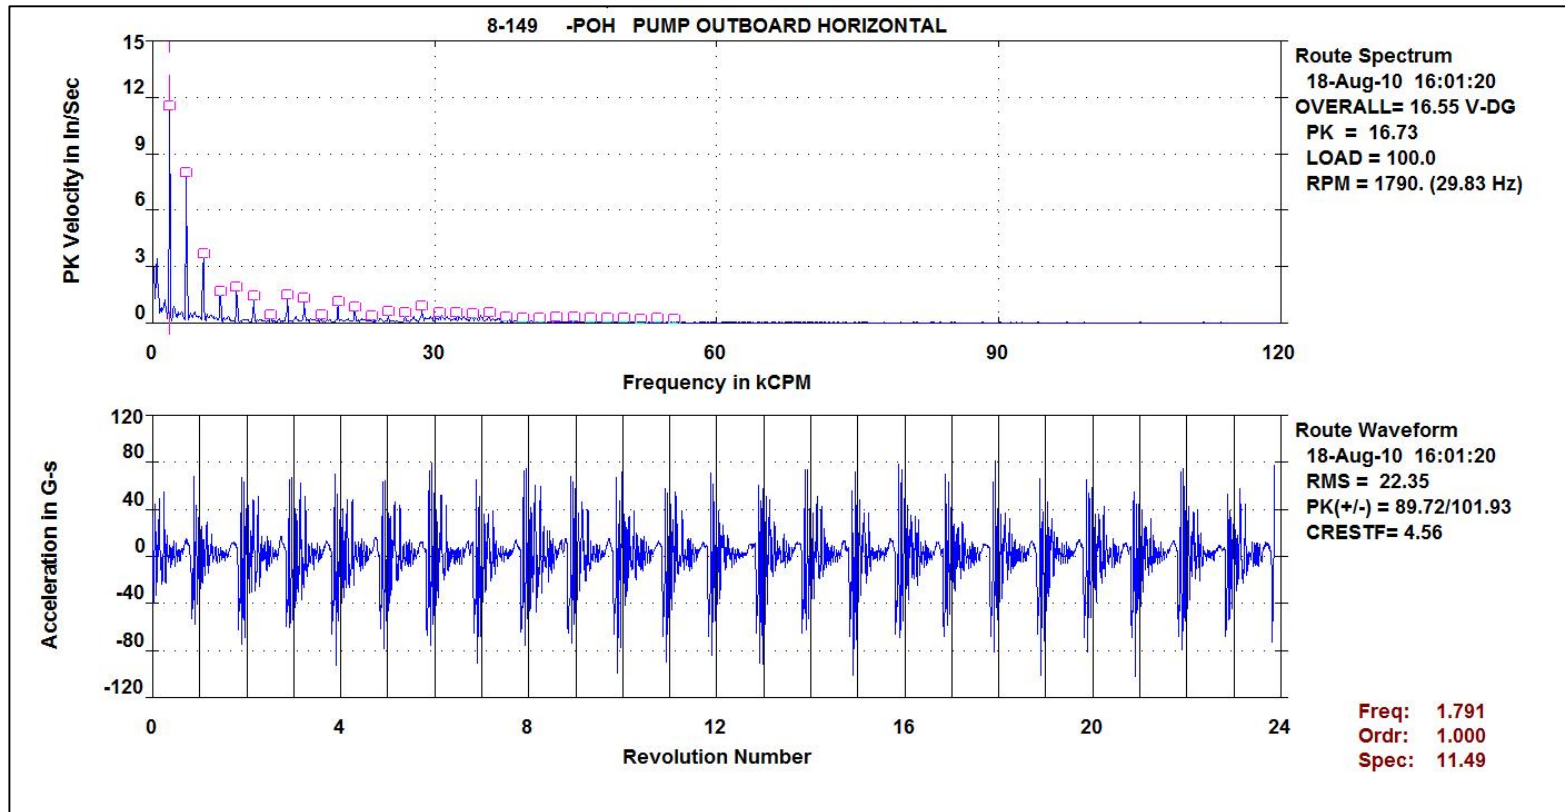 8-149 -POH PUMP OUTBOARD HORIZONTAL
PK Velocity in In/Sec
15
12
9
6
3
0
0 30 60 90 120
Frequency in kCPM
Route Spectrum
18-Aug-10 16:01:20
OVERALL= 16.55 V-DG
PK = 16.73
LOAD = 100.0
RPM = 1790. (29.83 Hz)
Acceleration in G-s
120
80
40
0
-40
-80
-120
0 4 8 12 16 20 24
Revolution Number
Route Waveform
18-Aug-10 16:01:20
RMS = 22.35
PK(+/-) = 89.72/101.93
CRESTF= 4.56
Freq: 1.791
Ordr: 1.000
Spec: 11.49